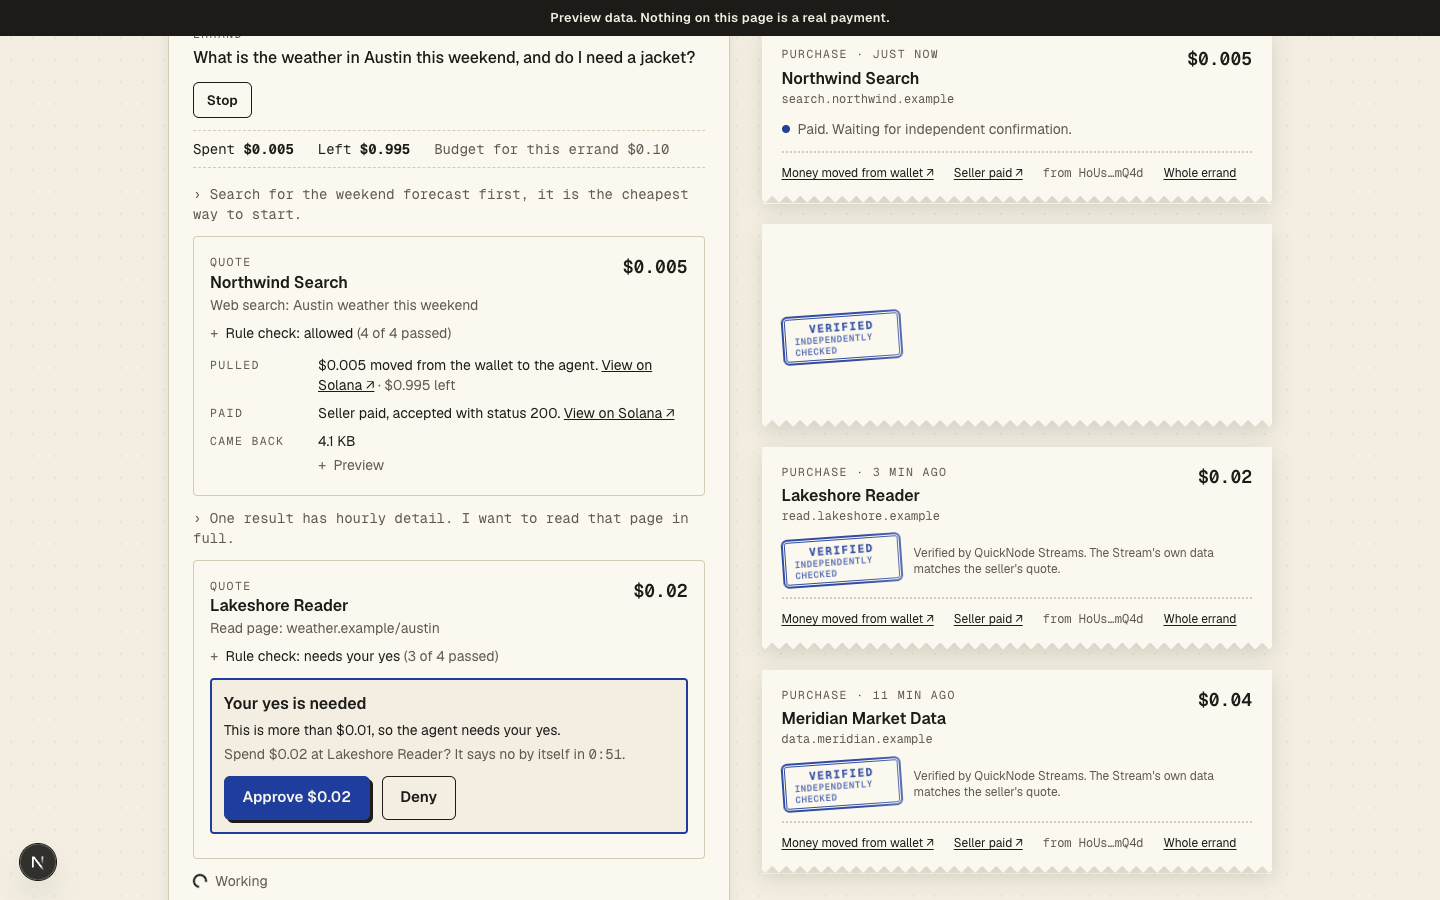 Preview data. Nothing on this page is a real payment.
What is the weather in Austin this weekend, and do I need a jacket?
Stop
Spent $0.005 Left $0.995 Budget for this errand $0.10
› Search for the weekend forecast first, it is the cheapest
way to start.
QUOTE
$0.005
Northwind Search
Web search: Austin weather this weekend
+ Rule check: allowed (4 of 4 passed)
PULLED $0.005 moved from the wallet to the agent. View on
Solana ↗ · $0.995 left
PAID Seller paid, accepted with status 200. View on Solana ↗
CAME BACK 4.1 KB
+ Preview
› One result has hourly detail. I want to read that page in
full.
QUOTE
$0.02
Lakeshore Reader
Read page: weather.example/austin
+ Rule check: needs your yes (3 of 4 passed)
Your yes is needed
This is more than $0.01, so the agent needs your yes.
Spend $0.02 at Lakeshore Reader? It says no by itself in 0:51.
Approve $0.02 Deny
Working
N
PURCHASE · JUST NOW
$0.005
Northwind Search
search.northwind.example
Paid. Waiting for independent confirmation.
Money moved from wallet ↗ Seller paid ↗ from HoUs…mQ4d Whole errand
VERIFIED
INDEPENDENTLY
CHECKED
PURCHASE · 3 MIN AGO
$0.02
Lakeshore Reader
read.lakeshore.example
VERIFIED
INDEPENDENTLY
CHECKED
Verified by QuickNode Streams. The Stream's own data
matches the seller's quote.
Money moved from wallet ↗ Seller paid ↗ from HoUs…mQ4d Whole errand
PURCHASE · 11 MIN AGO
$0.04
Meridian Market Data
data.meridian.example
VERIFIED
INDEPENDENTLY
CHECKED
Verified by QuickNode Streams. The Stream's own data
matches the seller's quote.
Money moved from wallet ↗ Seller paid ↗ from HoUs…mQ4d Whole errand